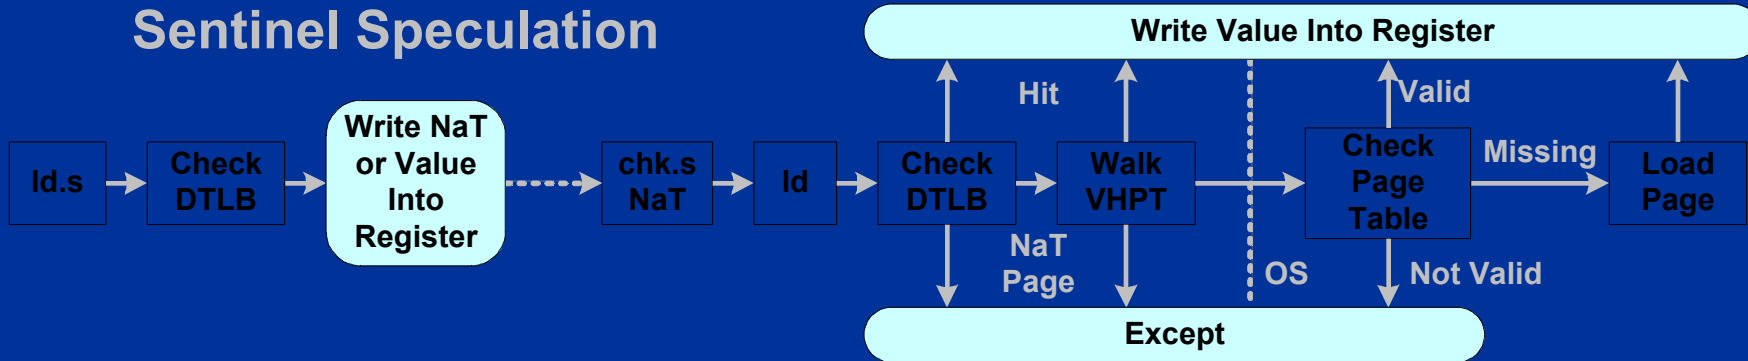 Sentinel Speculation
Write Value Into Register
Hit
Valid
ld.s
Check
DTLB
Write NaT
or Value
Into
Register
chk.s
NaT
ld
Check
DTLB
Walk
VHPT
Check
Page
Table
Missing
Load
Page
NaT
Page
OS
Not Valid
Except